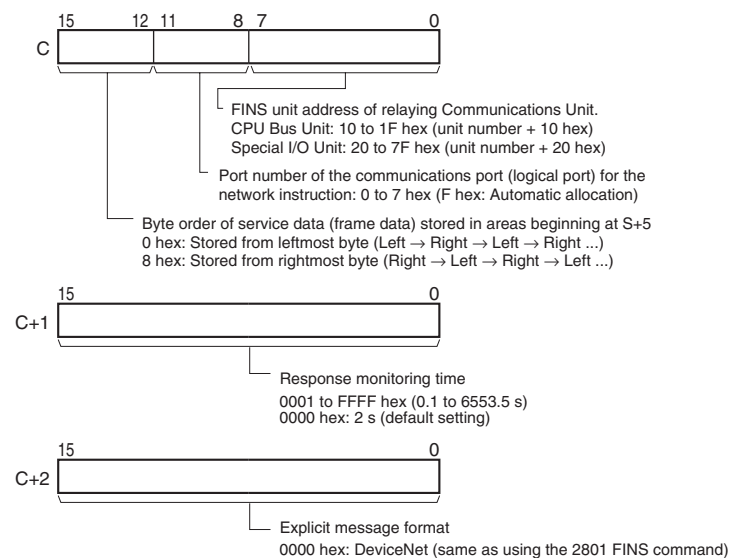 15 12 11 8 7 0
C
FINS unit address of relaying Communications Unit.
CPU Bus Unit: 10 to 1F hex (unit number + 10 hex)
Special I/O Unit: 20 to 7F hex (unit number + 20 hex)
Port number of the communications port (logical port) for the
network instruction: 0 to 7 hex (F hex: Automatic allocation)
Byte order of service data (frame data) stored in areas beginning at S+5
0 hex: Stored from leftmost byte (Left → Right → Left → Right ...)
8 hex: Stored from rightmost byte (Right → Left → Right → Left ...)
15 0
C+1
Response monitoring time
0001 to FFFF hex (0.1 to 6553.5 s)
0000 hex: 2 s (default setting)
15 0
C+2
Explicit message format
0000 hex: DeviceNet (same as using the 2801 FINS command)